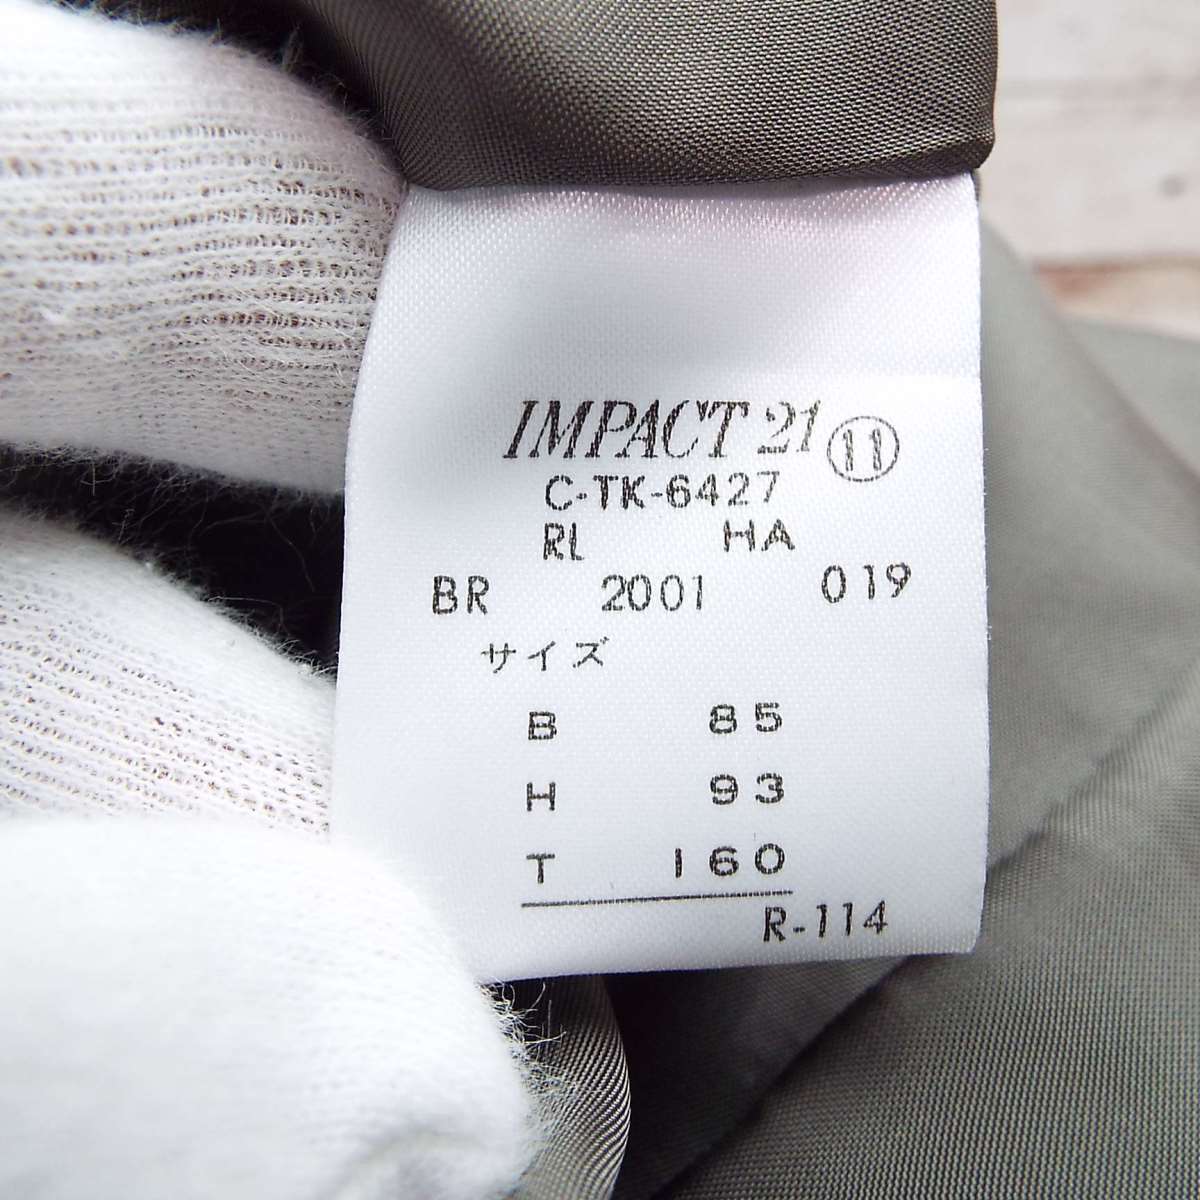 IMPACT 21 11
C-TK-6427
RL HA
BR 2001 019
サイズ
B 85
H 93
T 160
R-114